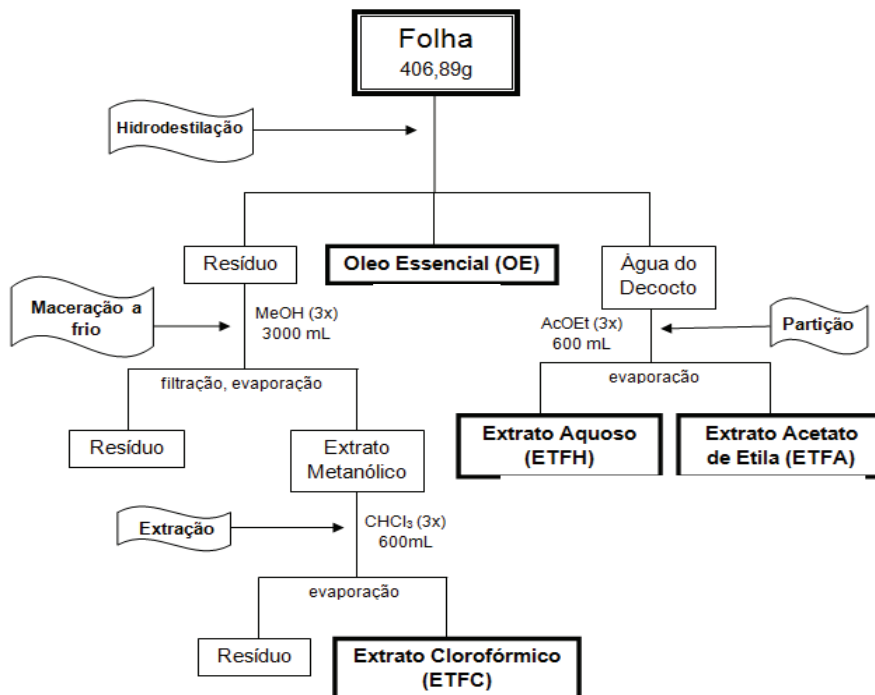 Folha
406,89g
Hidrodestilação
Resíduo
Oleo Essencial (OE)
Àgua do
Decocto
Maceração a
frio
MeOH (3x)
3000 mL
AcOEt (3x)
600 mL
Partição
filtração, evaporação
evaporação
Resíduo
Extrato
Metanólico
Extrato Aquoso
(ETFH)
Extrato Acetato
de Etila (ETFA)
Extração
CHCl₃ (3x)
600mL
evaporação
Resíduo
Extrato Clorofórmico
(ETFC)